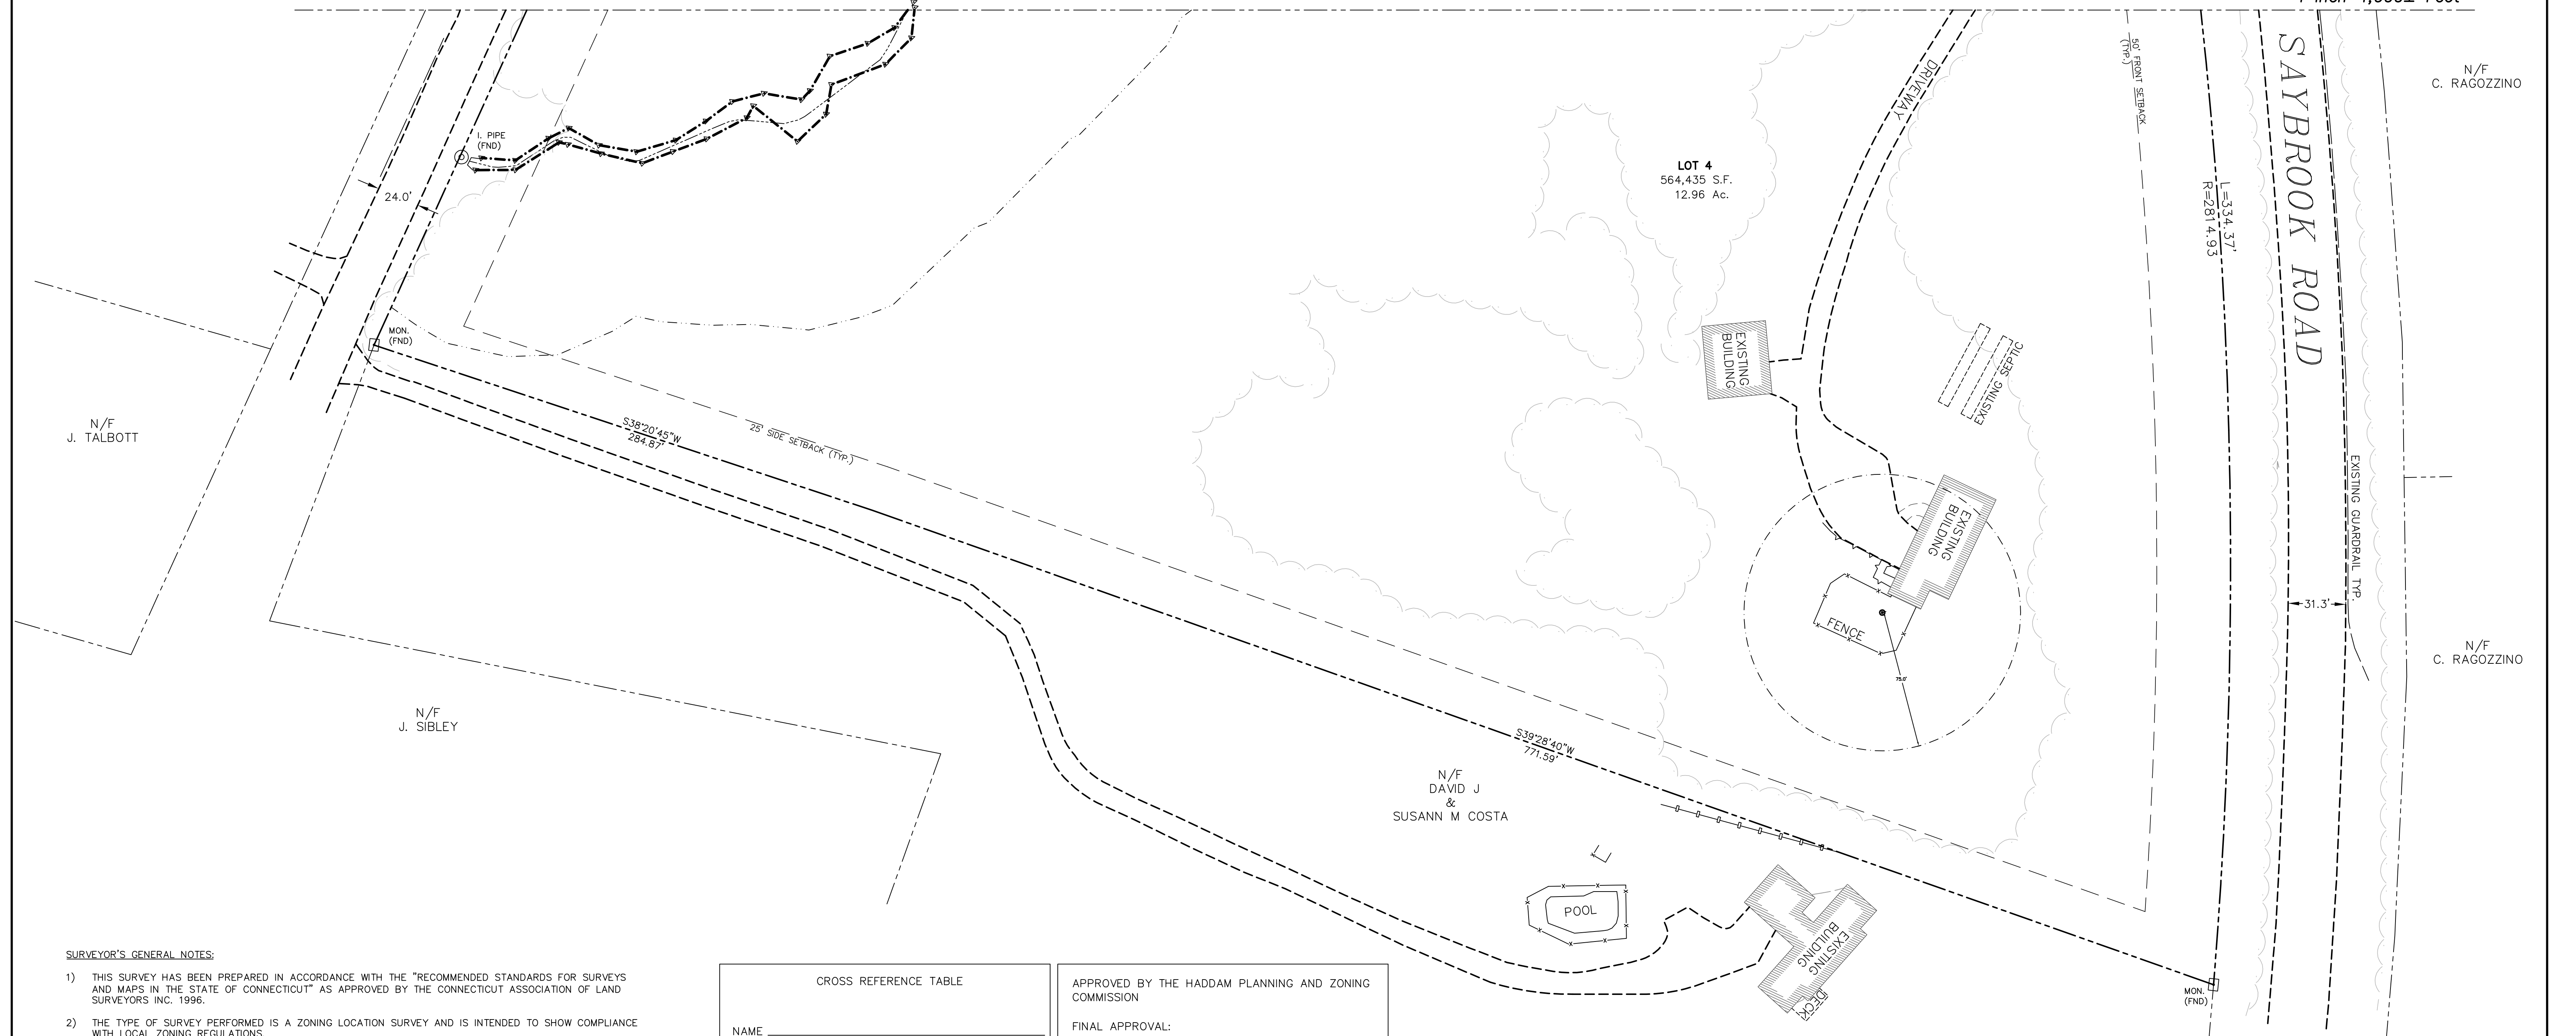 N/F
C. RAGOZZINO
SAYBROOK ROAD
50' FRONT SETBACK
(TYP.)
DRIVEWAY
I. PIPE
(FND)
24.0'
LOT 4
564,435 S.F.
12.96 Ac.
L=334.37'
R=2814.93
MON.
(FND)
EXISTING
BUILDING
EXISTING SEPTIC
N/F
J. TALBOTT
S38°20'45"W
284.87'
25' SIDE SETBACK (TYP.)
EXISTING GUARDRAIL TYP.
EXISTING
BUILDING
31.3'
FENCE
75.0'
N/F
C. RAGOZZINO
N/F
J. SIBLEY
S39°28'40"W
771.59'
N/F
DAVID J
&
SUSANN M COSTA
POOL
EXISTING
BUILDING
DECK
MON.
(FND)
SURVEYOR'S GENERAL NOTES:
1) THIS SURVEY HAS BEEN PREPARED IN ACCORDANCE WITH THE "RECOMMENDED STANDARDS FOR SURVEYS
AND MAPS IN THE STATE OF CONNECTICUT" AS APPROVED BY THE CONNECTICUT ASSOCIATION OF LAND
SURVEYORS INC. 1996.
2) THE TYPE OF SURVEY PERFORMED IS A ZONING LOCATION SURVEY AND IS INTENDED TO SHOW COMPLIANCE
WITH LOCAL ZONING REGULATIONS.
CROSS REFERENCE TABLE
NAME
APPROVED BY THE HADDAM PLANNING AND ZONING
COMMISSION
FINAL APPROVAL: